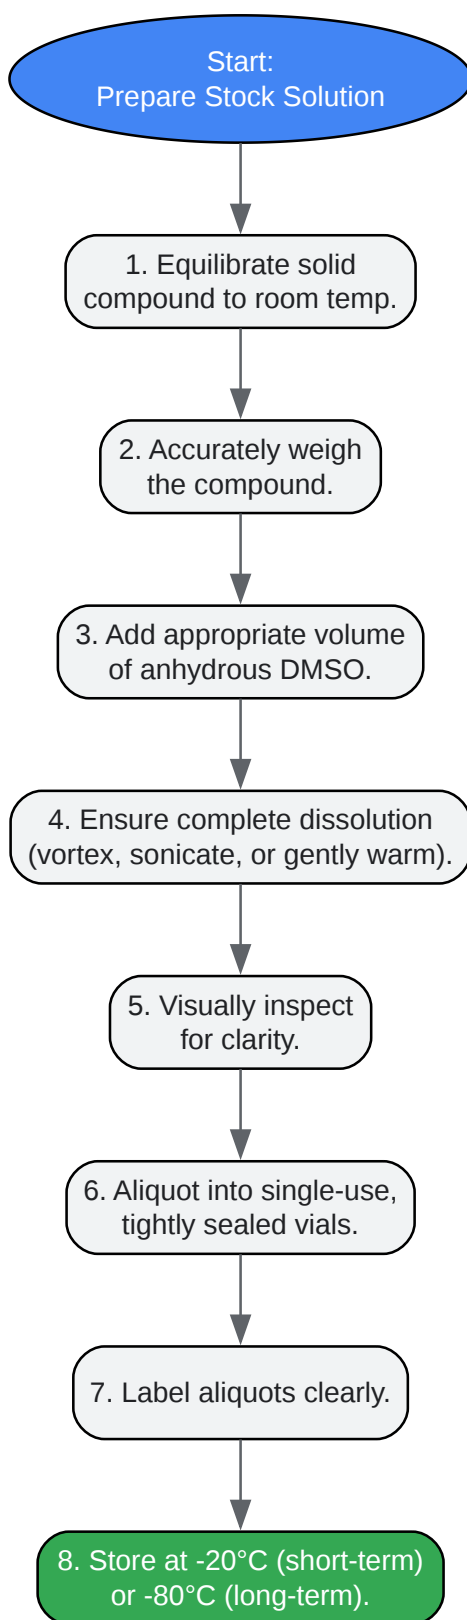 Start:
Prepare Stock Solution
1. Equilibrate solid
compound to room temp.
2. Accurately weigh
the compound.
3. Add appropriate volume
of anhydrous DMSO.
4. Ensure complete dissolution
(vortex, sonicate, or gently warm).
5. Visually inspect
for clarity.
6. Aliquot into single-use,
tightly sealed vials.
7. Label aliquots clearly.
8. Store at -20°C (short-term)
or -80°C (long-term).